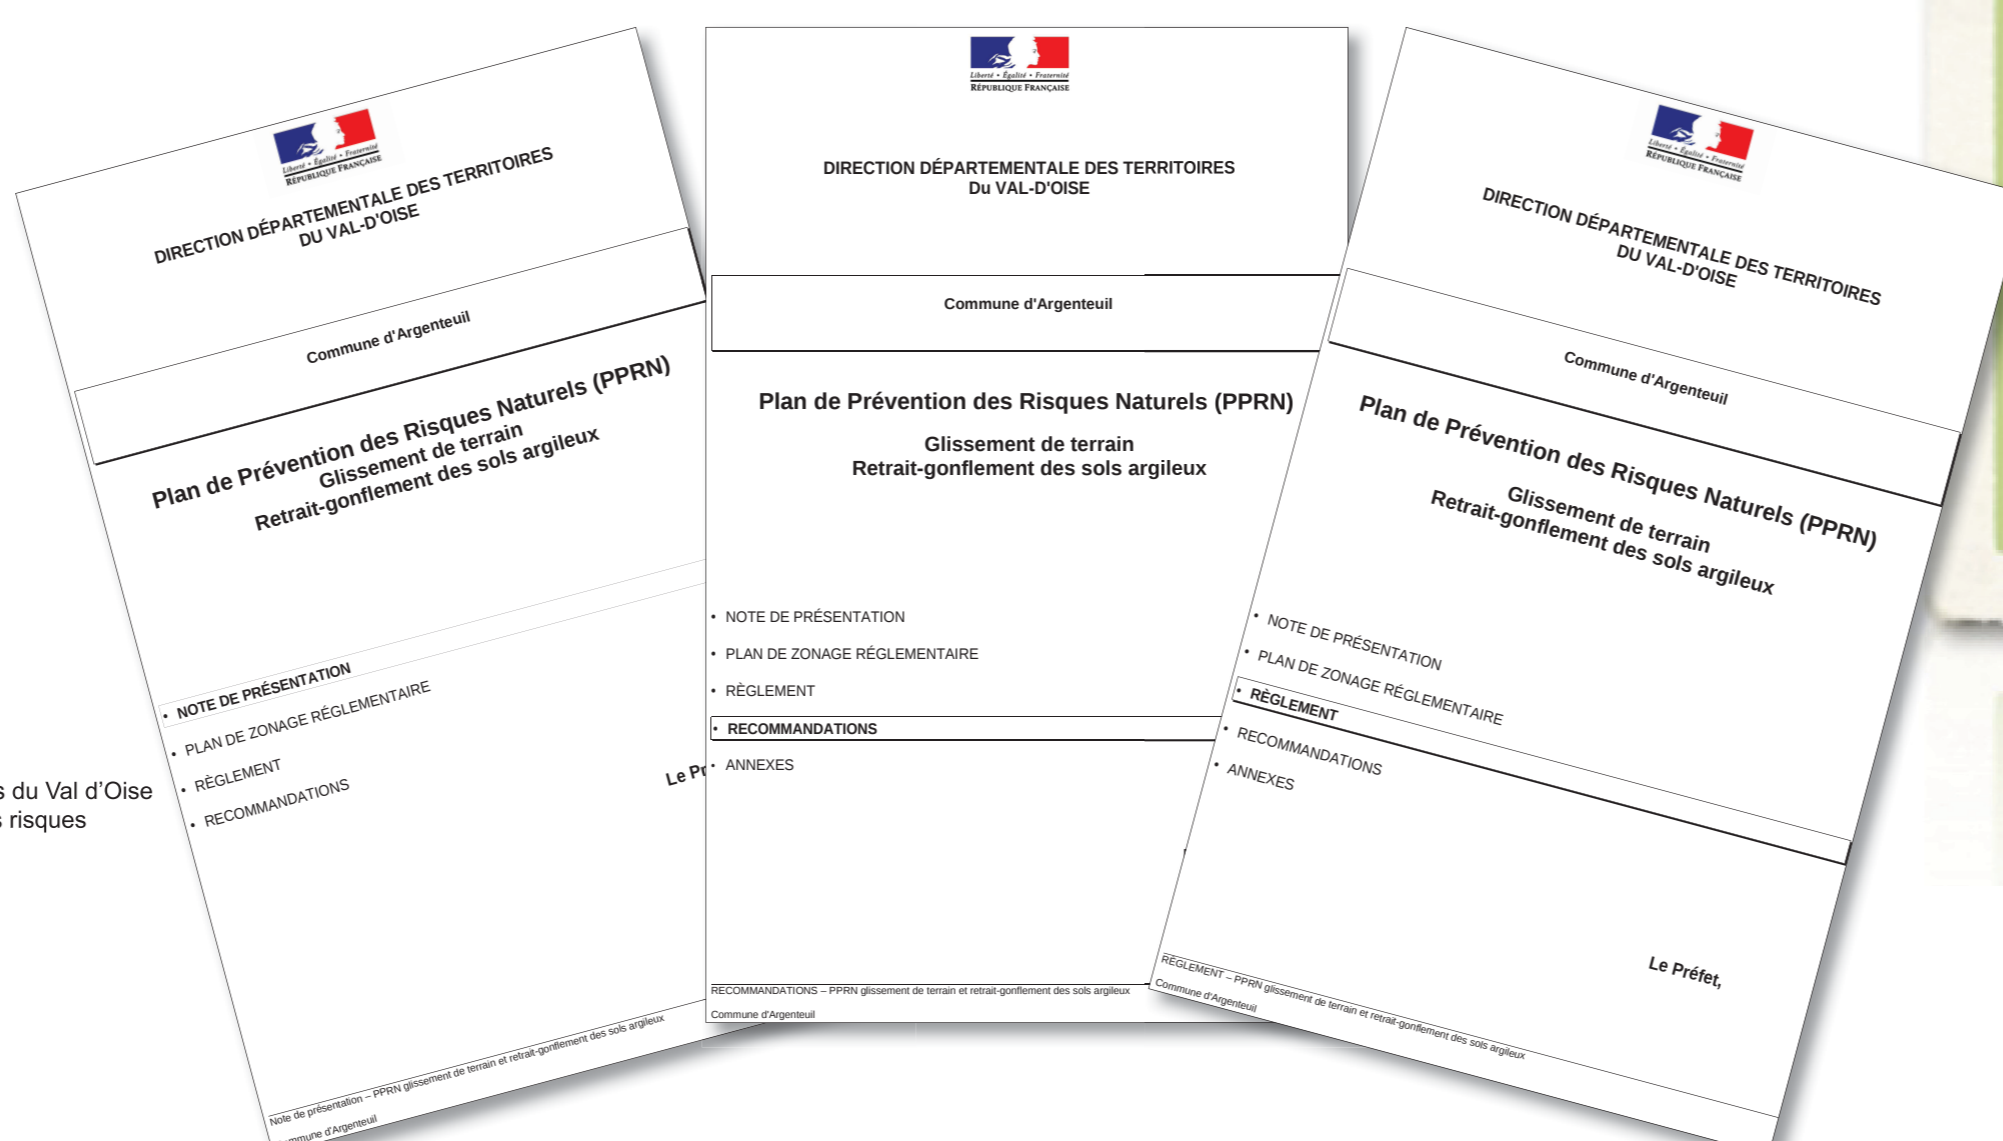 Liberté • Égalité • Fraternité
RÉPUBLIQUE FRANÇAISE
DIRECTION DÉPARTEMENTALE DES TERRITOIRES
DU VAL-D'OISE
Commune d'Argenteuil
Plan de Prévention des Risques Naturels (PPRN)
Glissement de terrain
Retrait-gonflement des sols argileux
• NOTE DE PRÉSENTATION
• PLAN DE ZONAGE RÉGLEMENTAIRE
• RÈGLEMENT
• RECOMMANDATIONS
Le Pr
Note de présentation – PPRN glissement de terrain et retrait-gonflement des sols argileux
Commune d'Argenteuil
s du Val d’Oise
s risques
Liberté • Égalité • Fraternité
RÉPUBLIQUE FRANÇAISE
DIRECTION DÉPARTEMENTALE DES TERRITOIRES
Du VAL-D'OISE
Commune d'Argenteuil
Plan de Prévention des Risques Naturels (PPRN)
Glissement de terrain
Retrait-gonflement des sols argileux
• NOTE DE PRÉSENTATION
• PLAN DE ZONAGE RÉGLEMENTAIRE
• RÈGLEMENT
• RECOMMANDATIONS
• ANNEXES
RECOMMANDATIONS – PPRN glissement de terrain et retrait-gonflement des sols argileux
Commune d'Argenteuil
Liberté • Égalité • Fraternité
RÉPUBLIQUE FRANÇAISE
DIRECTION DÉPARTEMENTALE DES TERRITOIRES
DU VAL-D'OISE
Commune d'Argenteuil
Plan de Prévention des Risques Naturels (PPRN)
Glissement de terrain
Retrait-gonflement des sols argileux
• NOTE DE PRÉSENTATION
• PLAN DE ZONAGE RÉGLEMENTAIRE
• RÈGLEMENT
• RECOMMANDATIONS
• ANNEXES
Le Préfet,
RÈGLEMENT – PPRN glissement de terrain et retrait-gonflement des sols argileux
Commune d'Argenteuil